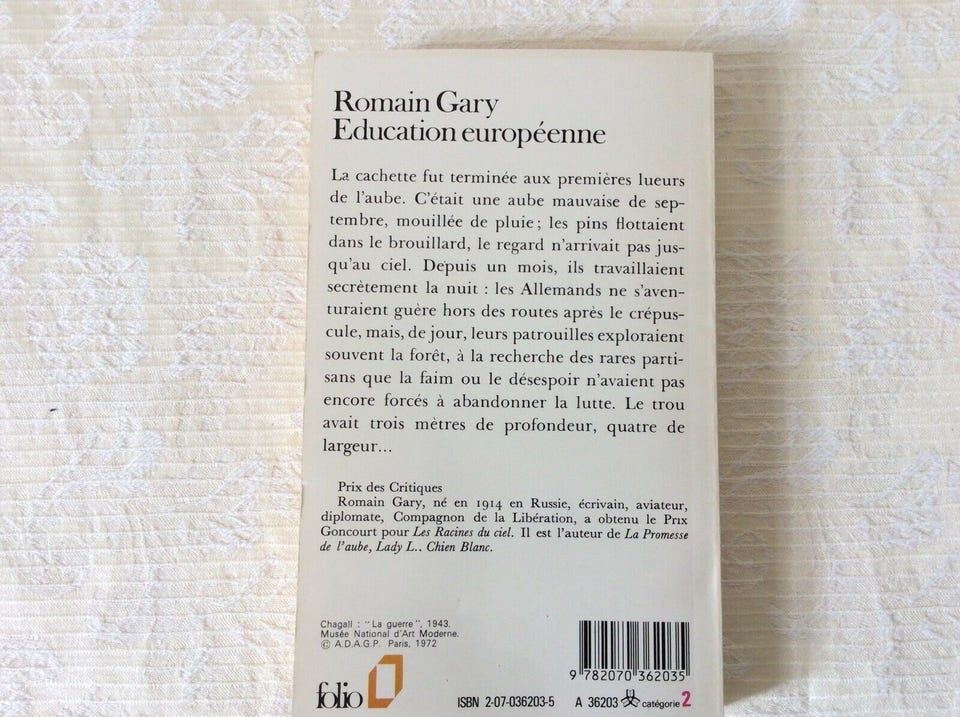 Romain Gary
Education européenne
La cachette fut terminée aux premières lueurs
de l'aube. C'était une aube mauvaise de sep-
tembre, mouillée de pluie ; les pins flottaient
dans le brouillard, le regard n'arrivait pas jus-
qu'au ciel. Depuis un mois, ils travaillaient
secrètement la nuit : les Allemands ne s'aven-
turaient guère hors des routes après le crépus-
cule, mais, de jour, leurs patrouilles exploraient
souvent la forêt, à la recherche des rares parti-
sans que la faim ou le désespoir n'avaient pas
encore forcés à abandonner la lutte. Le trou
avait trois mètres de profondeur, quatre de
largeur...
Prix des Critiques
Romain Gary, né en 1914 en Russie, écrivain, aviateur,
diplomate, Compagnon de la Libération, a obtenu le Prix
Goncourt pour Les Racines du ciel. Il est l'auteur de La Promesse
de l'aube, Lady L.. Chien Blanc.
Chagall : "La guerre", 1943.
Musée National d'Art Moderne.
© A.D.A.G.P. Paris, 1972
9 782070 362035
folio
ISBN 2-07-036203-5 A 36203 catégorie 2